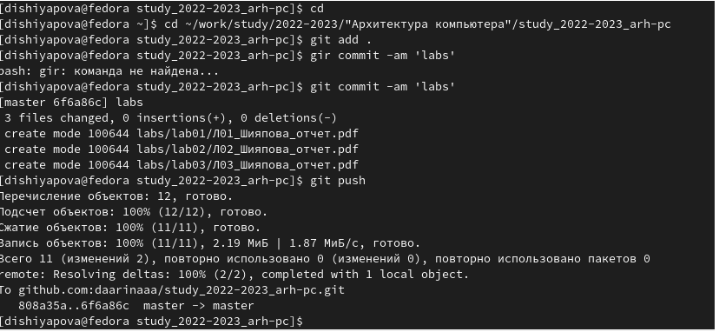 [dishiyapova@fedora study_2022-2023_arh-pc]$ cd
[dishiyapova@fedora ~]$ cd ~/work/study/2022-2023/"Архитектура компьютера"/study_2022-2023_arh-pc
[dishiyapova@fedora study_2022-2023_arh-pc]$ git add .
[dishiyapova@fedora study_2022-2023_arh-pc]$ gir commit -am 'labs'
bash: gir: команда не найдена...
[dishiyapova@fedora study_2022-2023_arh-pc]$ git commit -am 'labs'
[master 6f6a86c] labs
3 files changed, 0 insertions(+), 0 deletions(-)
create mode 100644 labs/lab01/Л01_Шияпова_отчет.pdf
create mode 100644 labs/lab02/Л02_Шияпова_отчет.pdf
create mode 100644 labs/lab03/Л03_Шияпова_отчет.pdf
[dishiyapova@fedora study_2022-2023_arh-pc]$ git push
Перечисление объектов: 12, готово.
Подсчет объектов: 100% (12/12), готово.
Сжатие объектов: 100% (11/11), готово.
Запись объектов: 100% (11/11), 2.19 МиБ | 1.87 МиБ/с, готово.
Всего 11 (изменений 2), повторно использовано 0 (изменений 0), повторно использовано пакетов 0
remote: Resolving deltas: 100% (2/2), completed with 1 local object.
To github.com:daarinaaa/study_2022-2023_arh-pc.git
808a35a..6f6a86c master -> master
[dishiyapova@fedora study_2022-2023_arh-pc]$